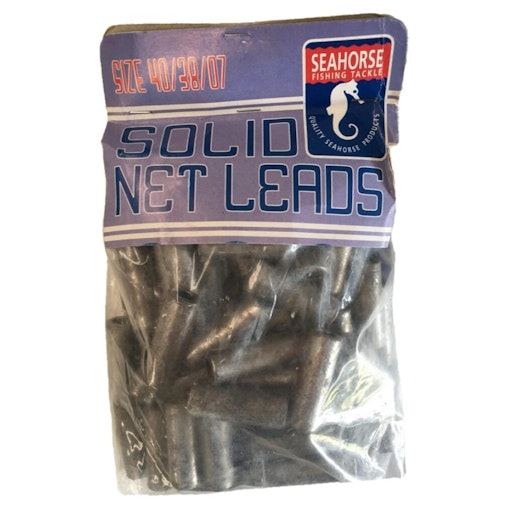 SIZE 40/38/07
SEAHORSE
FISHING TACKLE
QUALITY SEAHORSE PRODUCTS
SOLID
NET LEADS